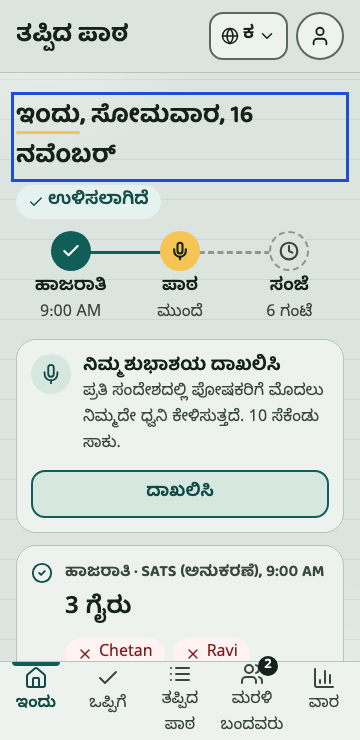 ತಪ್ಪಿದ ಪಾಠ
ಕ
ಇಂದು, ಸೋಮವಾರ, 16
ನವೆಂಬರ್
ಉಳಿಸಲಾಗಿದೆ
ಹಾಜರಾತಿ
9:00 AM
ಪಾಠ
ಮುಂದೆ
ಸಂಜೆ
6 ಗಂಟೆ
ನಿಮ್ಮ ಶುಭಾಶಯ ದಾಖಲಿಸಿ
ಪ್ರತಿ ಸಂದೇಶದಲ್ಲಿ ಪೋಷಕರಿಗೆ ಮೊದಲು
ನಿಮ್ಮದೇ ಧ್ವನಿ ಕೇಳಿಸುತ್ತದೆ. 10 ಸೆಕೆಂಡು
ಸಾಕು.
ದಾಖಲಿಸಿ
ಹಾಜರಾತಿ · SATS (ಅನುಕರಣೆ), 9:00 AM
3 ಗೈರು
Chetan
Ravi
ಇಂದು
ಒಪ್ಪಿಗೆ
ತಪ್ಪಿದ
ಪಾಠ
2
ಮರಳಿ
ಬಂದವರು
ವಾರ